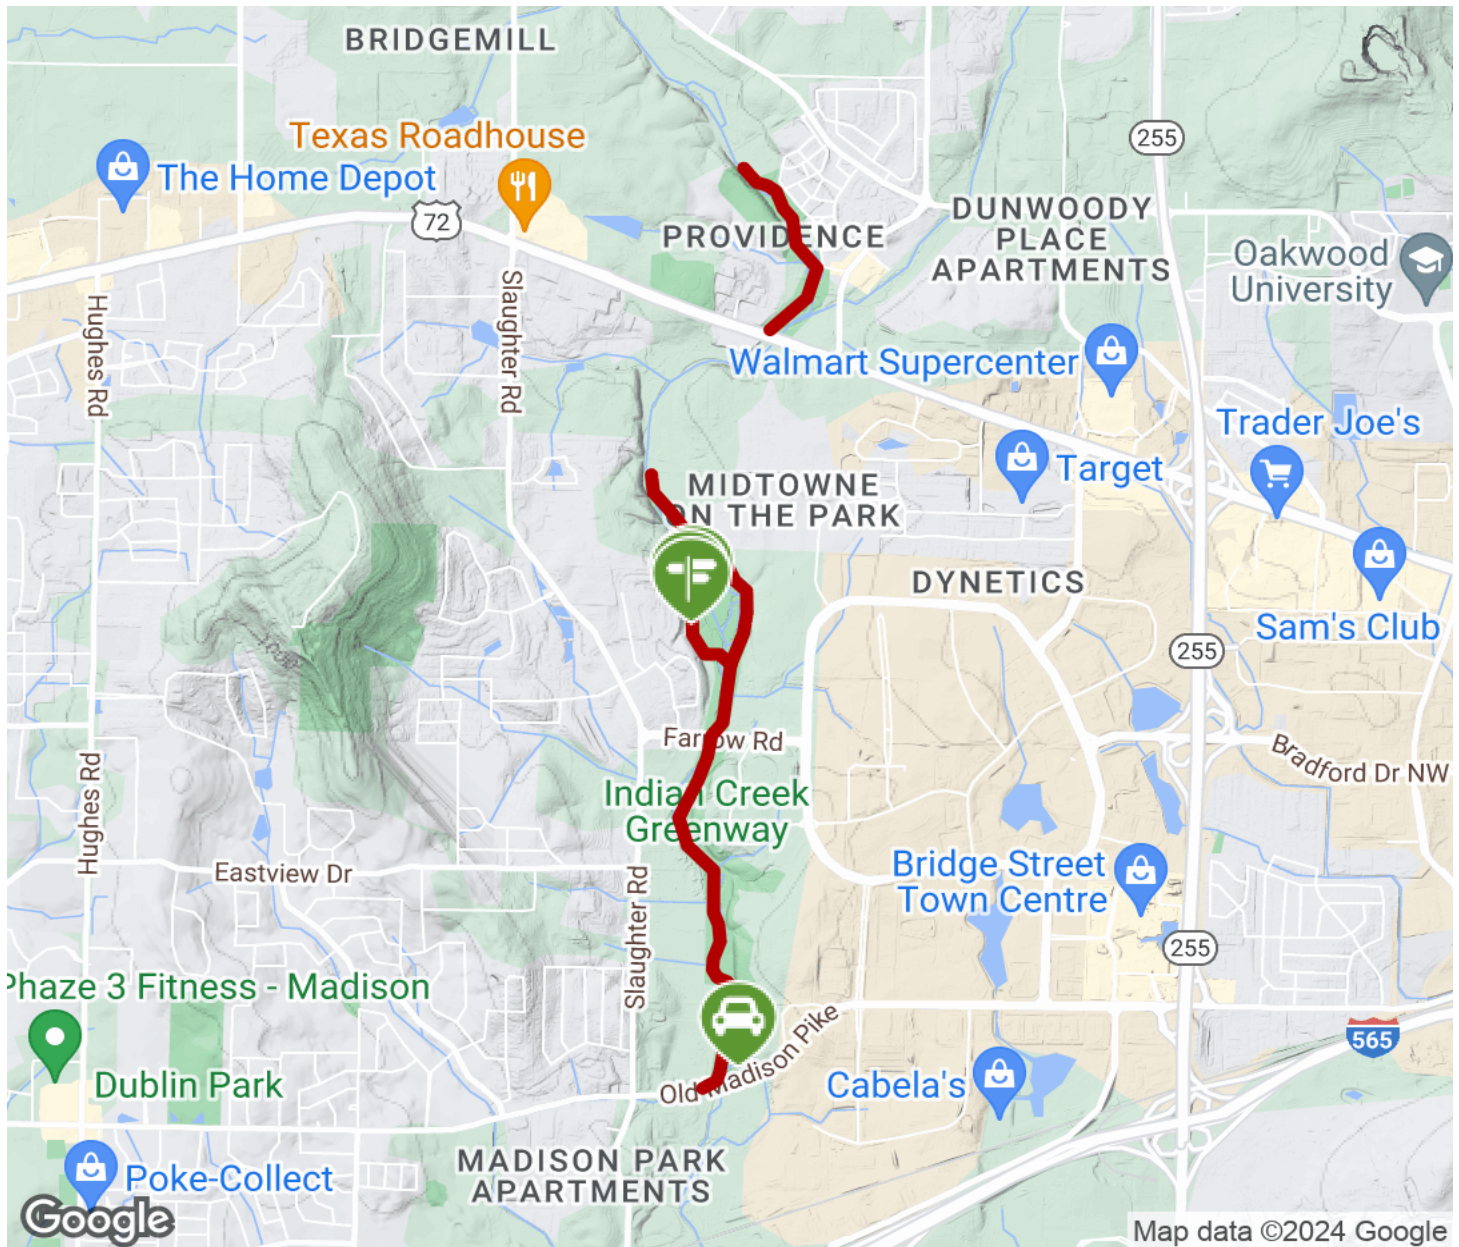 BRIDGEMILL
Texas Roadhouse
The Home Depot
72
255
PROVIDENCE
DUNWOODY
PLACE
APARTMENTS
Oakwood
University
Hughes Rd
Slaughter Rd
Walmart Supercenter
Trader Joe's
Target
MIDTOWNE
ON THE PARK
DYNETICS
Sam's Club
255
Farrow Rd
Bradford Dr NW
Indian Creek
Greenway
Hughes Rd
Eastview Dr
Slaughter Rd
Bridge Street
Town Centre
255
Phaze 3 Fitness - Madison
Old Madison Pike
565
Dublin Park
Cabela's
MADISON PARK
APARTMENTS
Poke-Collect
Google
Map data ©2024 Google